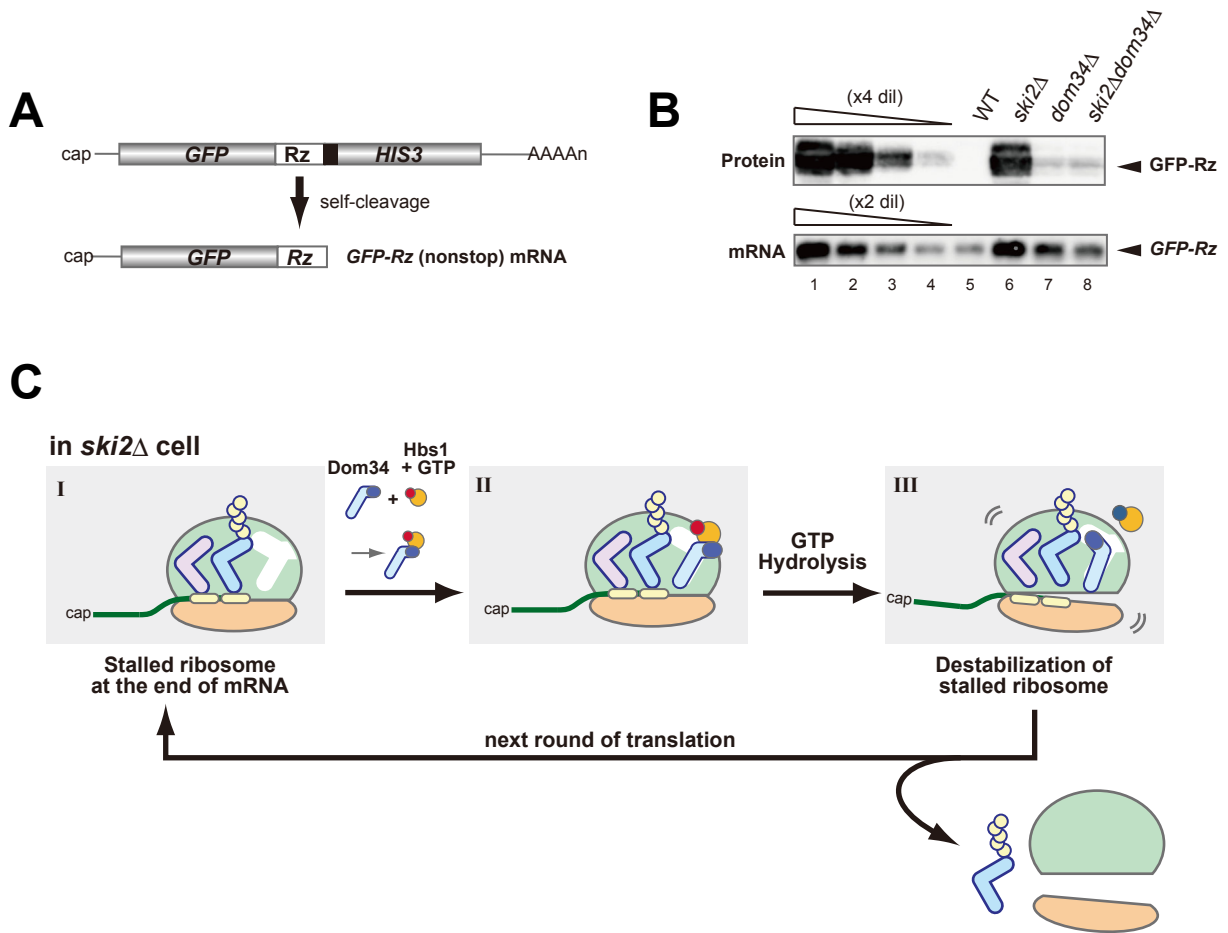 A
cap
GFP
Rz
HIS3
AAAAn
self-cleavage
cap
GFP
Rz
GFP-Rz (nonstop) mRNA
B
(x4 dil)
WT
ski2Δ
dom34Δ
ski2Δdom34Δ
Protein
GFP-Rz
(x2 dil)
mRNA
GFP-Rz
1 2 3 4 5 6 7 8
C
in ski2Δ cell
I
cap
Stalled ribosome
at the end of mRNA
Dom34
+
Hbs1
+ GTP
II
cap
GTP
Hydrolysis
III
cap
Destabilization of
stalled ribosome
next round of translation